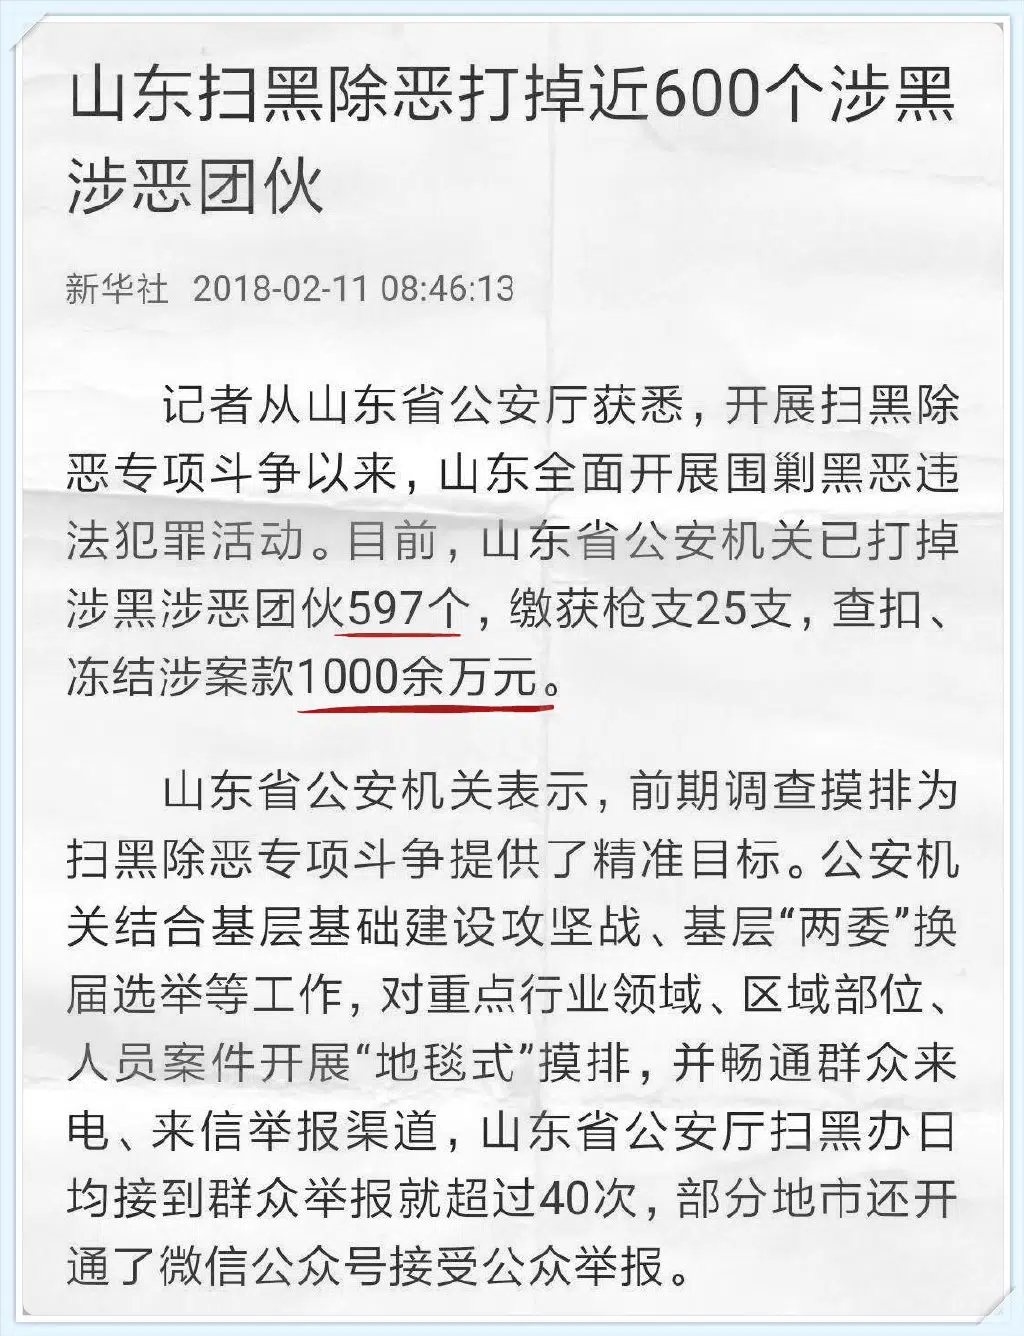 山东扫黑除恶打掉近600个涉黑
涉恶团伙
新华社 2018-02-11 08:46:13
记者从山东省公安厅获悉，开展扫黑除
恶专项斗争以来，山东全面开展围剿黑恶违
法犯罪活动。目前，山东省公安机关已打掉
涉黑涉恶团伙597个，缴获枪支25支，查扣、
冻结涉案款1000余万元。
山东省公安机关表示，前期调查摸排为
扫黑除恶专项斗争提供了精准目标。公安机
关结合基层基础建设攻坚战、基层“两委”换
届选举等工作，对重点行业领域、区域部位、
人员案件开展“地毯式”摸排，并畅通群众来
电、来信举报渠道，山东省公安厅扫黑办日
均接到群众举报就超过40次，部分地市还开
通了微信公众号接受公众举报。